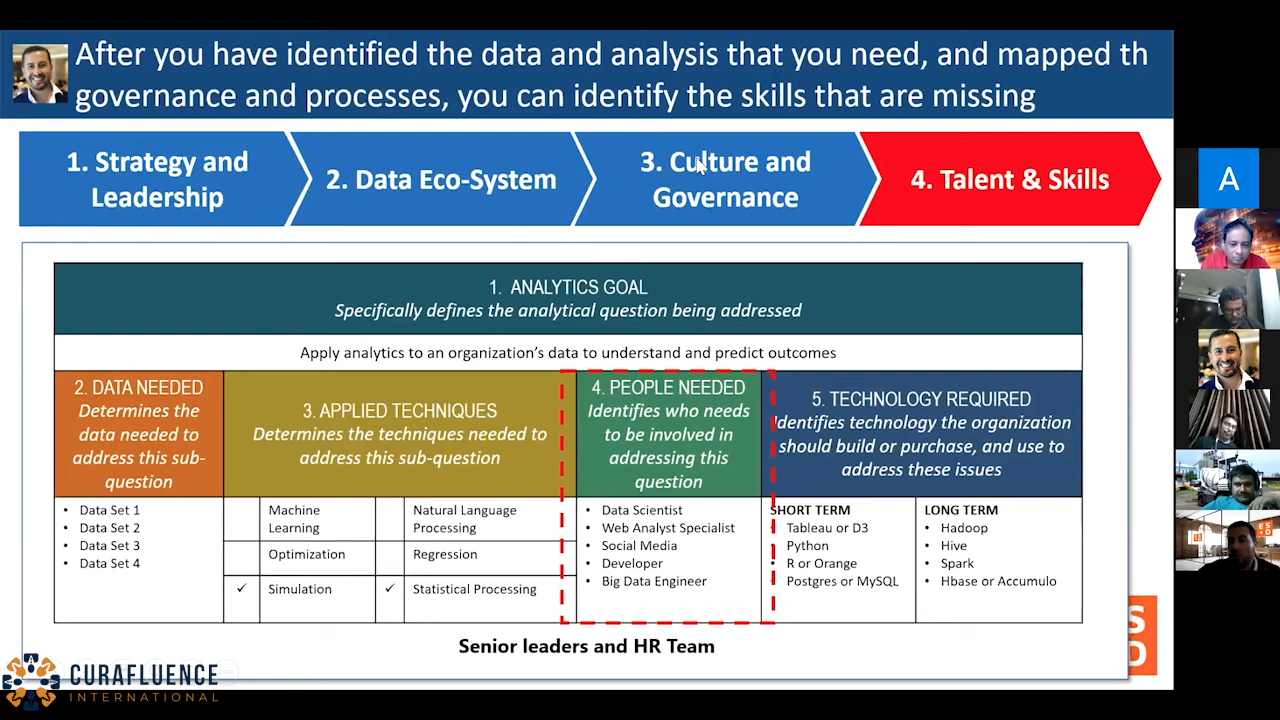 After you have identified the data and analysis that you need, and mapped th
governance and processes, you can identify the skills that are missing
1. Strategy and
Leadership
2. Data Eco-System
3. Culture and
Governance
4. Talent & Skills
1. ANALYTICS GOAL
Specifically defines the analytical question being addressed
Apply analytics to an organization's data to understand and predict outcomes
2. DATA NEEDED
Determines the
data needed to
address this sub-
question
3. APPLIED TECHNIQUES
Determines the techniques needed to
address this sub-question
4. PEOPLE NEEDED
Identifies who needs
to be involved in
addressing this
question
5. TECHNOLOGY REQUIRED
Identifies technology the organization
should build or purchase, and use to
address these issues
• Data Set 1
• Data Set 2
• Data Set 3
• Data Set 4
Machine
Learning
Natural Language
Processing
Optimization
Regression
✓ Simulation
✓ Statistical Processing
• Data Scientist
• Web Analyst Specialist
• Social Media
• Developer
• Big Data Engineer
SHORT TERM
• Tableau or D3
• Python
• R or Orange
• Postgres or MySQL
LONG TERM
• Hadoop
• Hive
• Spark
• Hbase or Accumulo
Senior leaders and HR Team
CURAFLUENCE
INTERNATIONAL
S
D
A